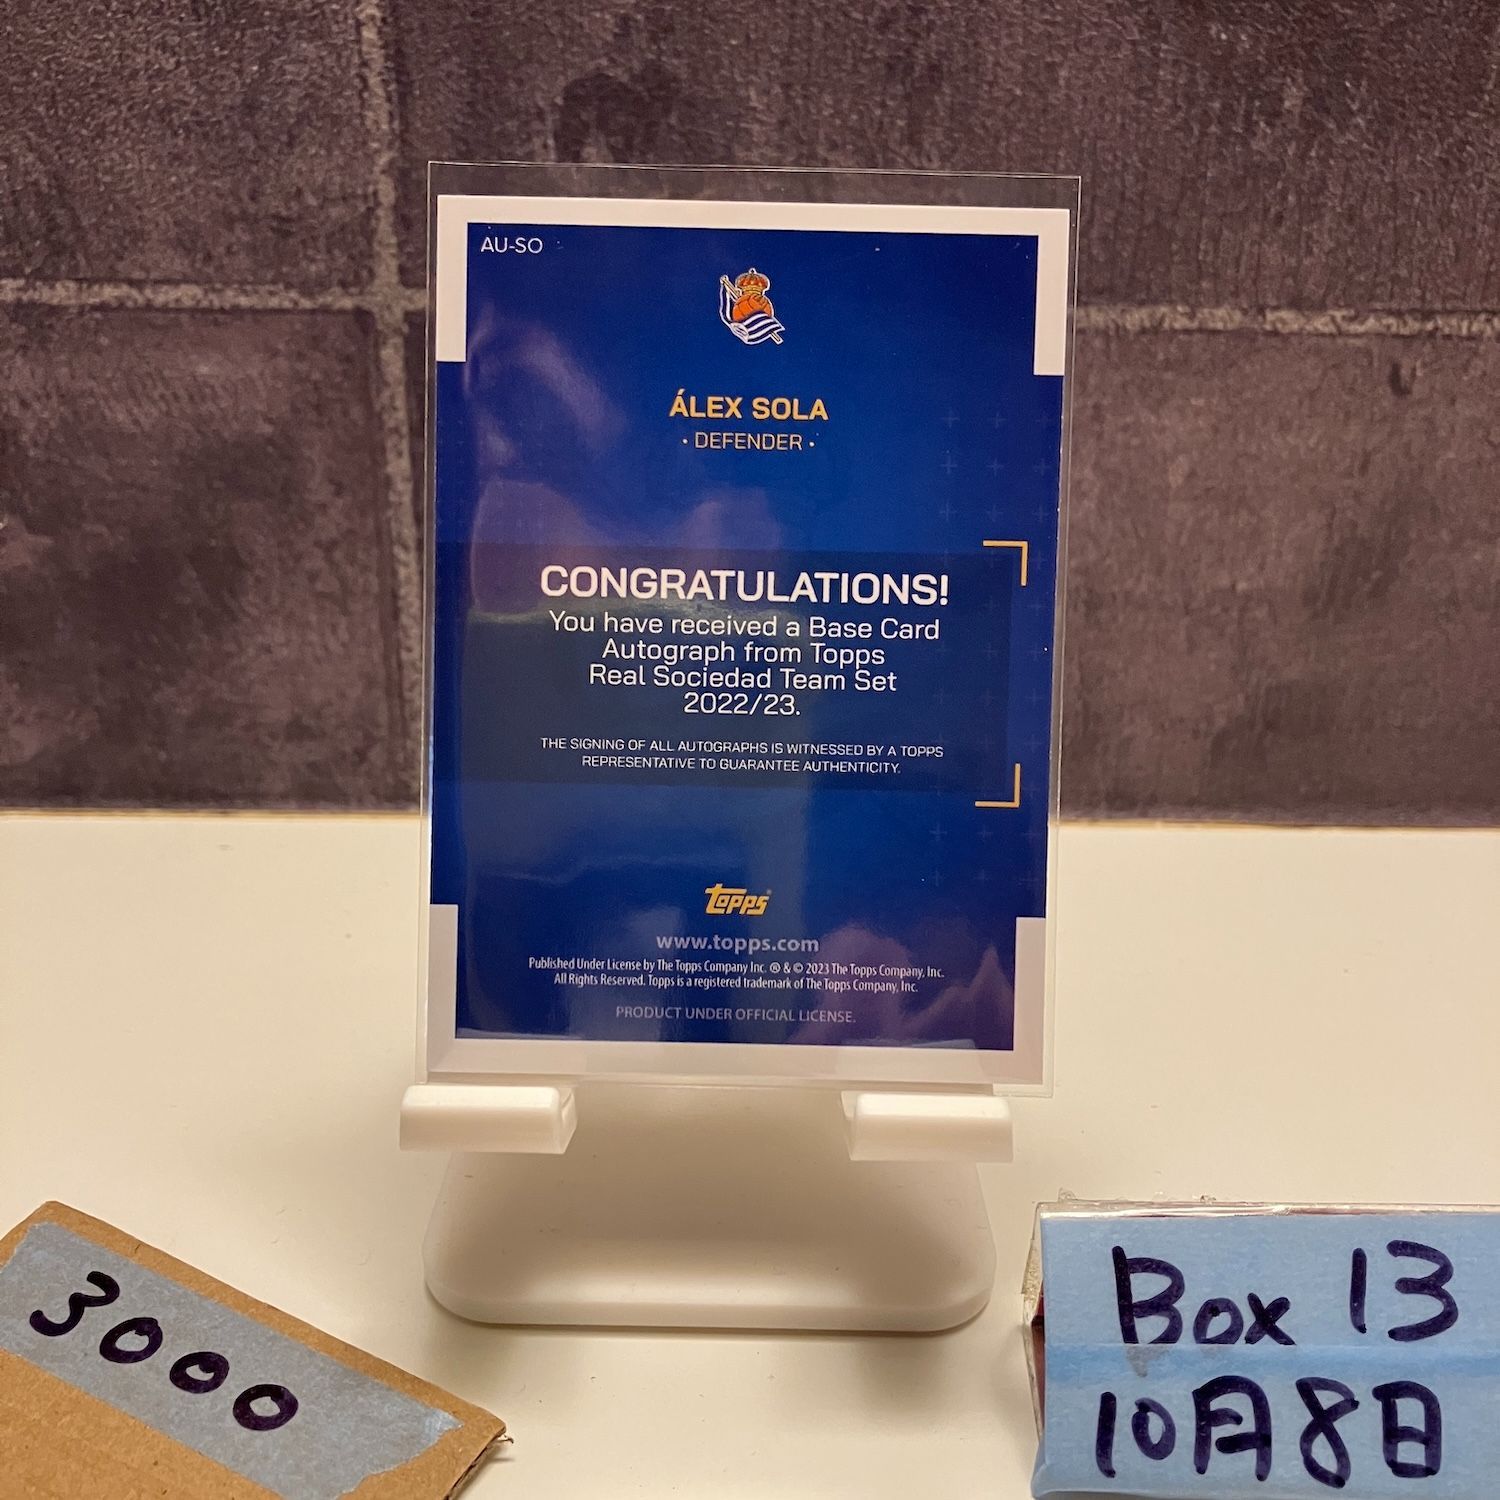 AU-SO
ÁLEX SOLA
• DEFENDER •
CONGRATULATIONS!
You have received a Base Card
Autograph from Topps
Real Sociedad Team Set
2022/23.
THE SIGNING OF ALL AUTOGRAPHS IS WITNESSED BY A TOPPS
REPRESENTATIVE TO GUARANTEE AUTHENTICITY.
topps
www.topps.com
Published Under License by The Topps Company Inc. ® & © 2023 The Topps Company, Inc.
All Rights Reserved. Topps is a registered trademark of The Topps Company, Inc.
PRODUCT UNDER OFFICIAL LICENSE.
3000
Box 13
10月8日